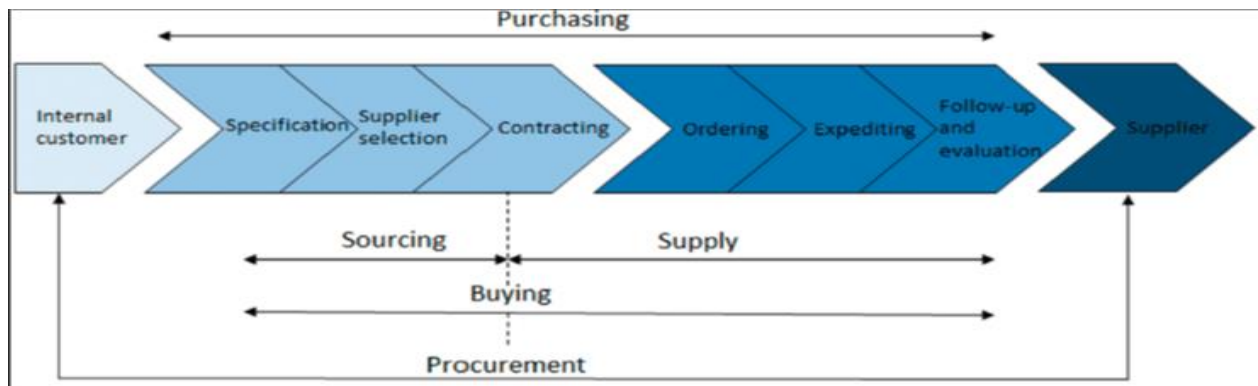 Purchasing
Internal
customer
Specification
Supplier
selection
Contracting
Ordering
Expediting
Follow-up
and
evaluation
Supplier
Sourcing
Supply
Buying
Procurement